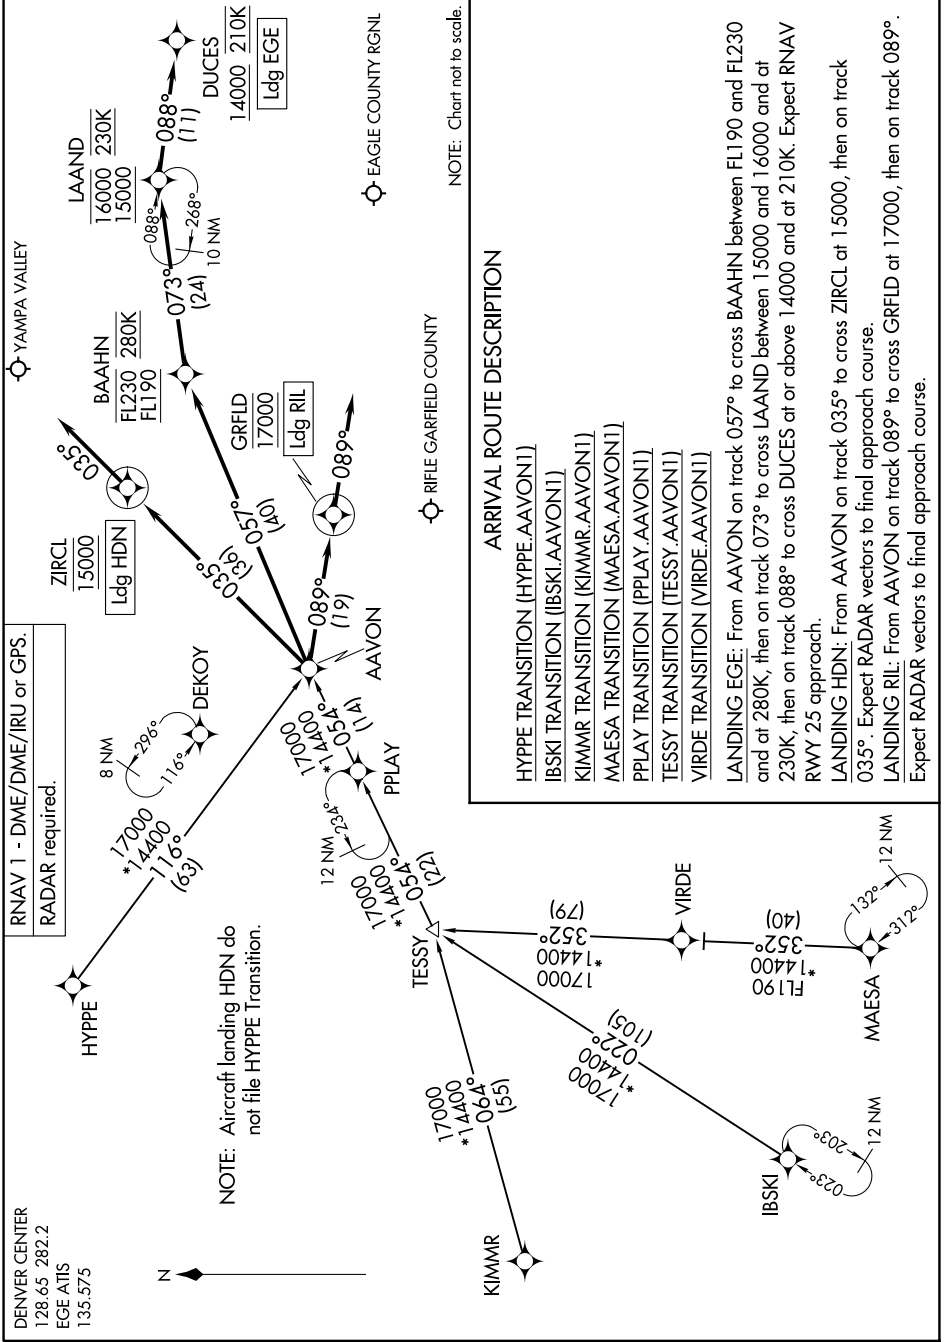 DENVER CENTER
128.65 282.2
EGE ATIS
135.575
RNAV 1 - DME/DME/IRU or GPS.
RADAR required.
NOTE: Aircraft landing HDN do
not file HYPPE Transition.
N
HYPPE
17000
*14400
116°
(63)
8 NM
296°
116°
DEKOY
ZIRCL
15000
Ldg HDN
035°
035°
(36)
YAMPA VALLEY
BAAHN
FL230 280K
FL190
057°
(40)
073°
(24)
LAAND
16000 230K
15000
088°
268°
10 NM
088°
(11)
DUCES
14000 210K
Ldg EGE
GRFLD
17000
Ldg RIL
089°
089°
(19)
AAVON
RIFLE GARFIELD COUNTY
EAGLE COUNTY RGNL
NOTE: Chart not to scale.
17000
*14400
054°
(14)
PPLAY
12 NM
234°
17000
*14400
054°
(22)
TESSY
KIMMR
17000
*14400
064°
(55)
IBSKI
023°
203°
12 NM
17000
*14400
022°
(105)
17000
*14400
352°
(79)
VIRDE
FL190
*14400
352°
(40)
MAESA
132°
312°
12 NM
ARRIVAL ROUTE DESCRIPTION
HYPPE TRANSITION (HYPPE.AAVON1)
IBSKI TRANSITION (IBSKI.AAVON1)
KIMMR TRANSITION (KIMMR.AAVON1)
MAESA TRANSITION (MAESA.AAVON1)
PPLAY TRANSITION (PPLAY.AAVON1)
TESSY TRANSITION (TESSY.AAVON1)
VIRDE TRANSITION (VIRDE.AAVON1)
LANDING EGE: From AAVON on track 057° to cross BAAHN between FL190 and FL230
and at 280K, then on track 073° to cross LAAND between 15000 and 16000 and at
230K, then on track 088° to cross DUCES at or above 14000 and at 210K. Expect RNAV
RWY 25 approach.
LANDING HDN: From AAVON on track 035° to cross ZIRCL at 15000, then on track
035°. Expect RADAR vectors to final approach course.
LANDING RIL: From AAVON on track 089° to cross GRFLD at 17000, then on track 089°.
Expect RADAR vectors to final approach course.